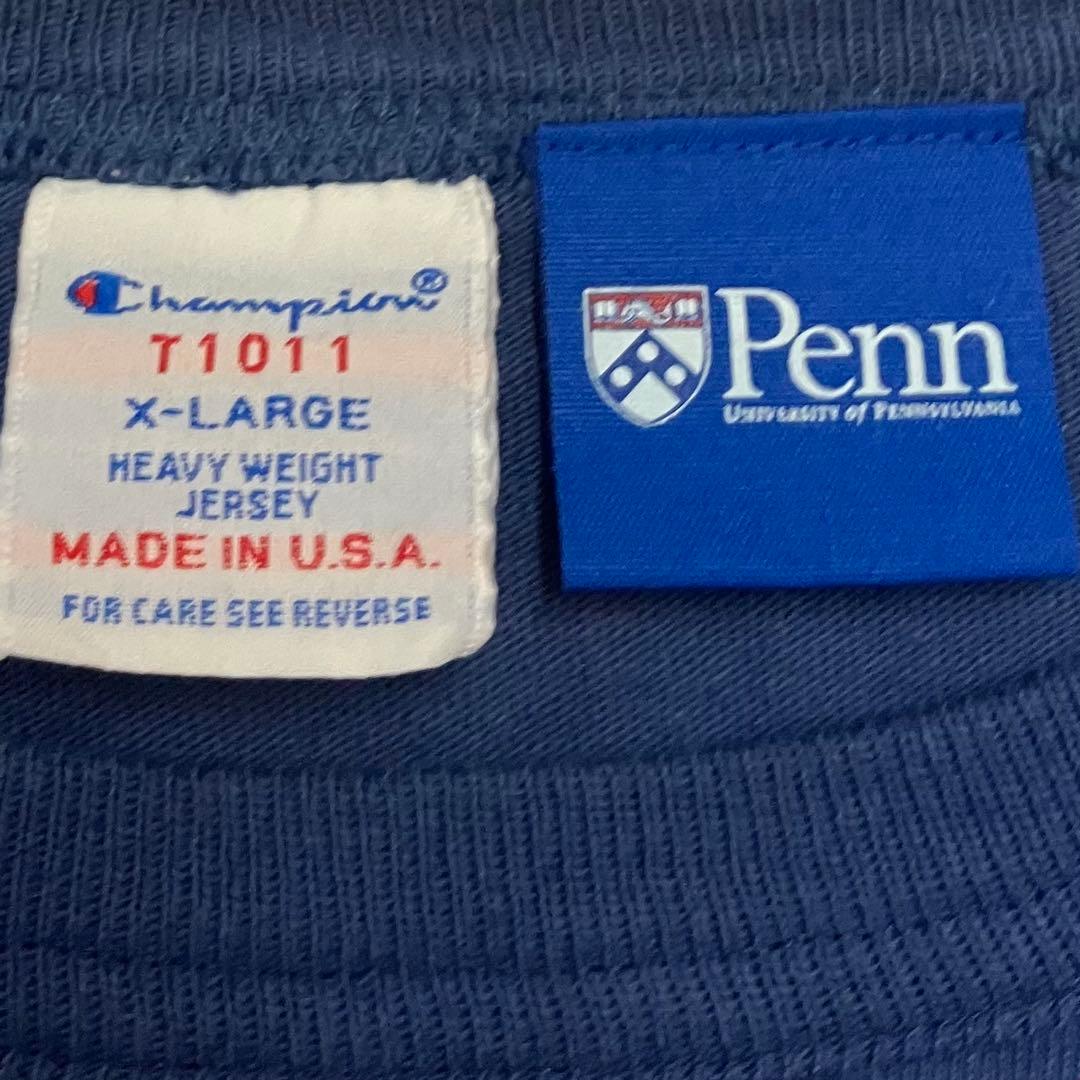 Champion®
T1011
X-LARGE
HEAVY WEIGHT
JERSEY
MADE IN U.S.A.
FOR CARE SEE REVERSE
Penn
UNIVERSITY of PENNSYLVANIA